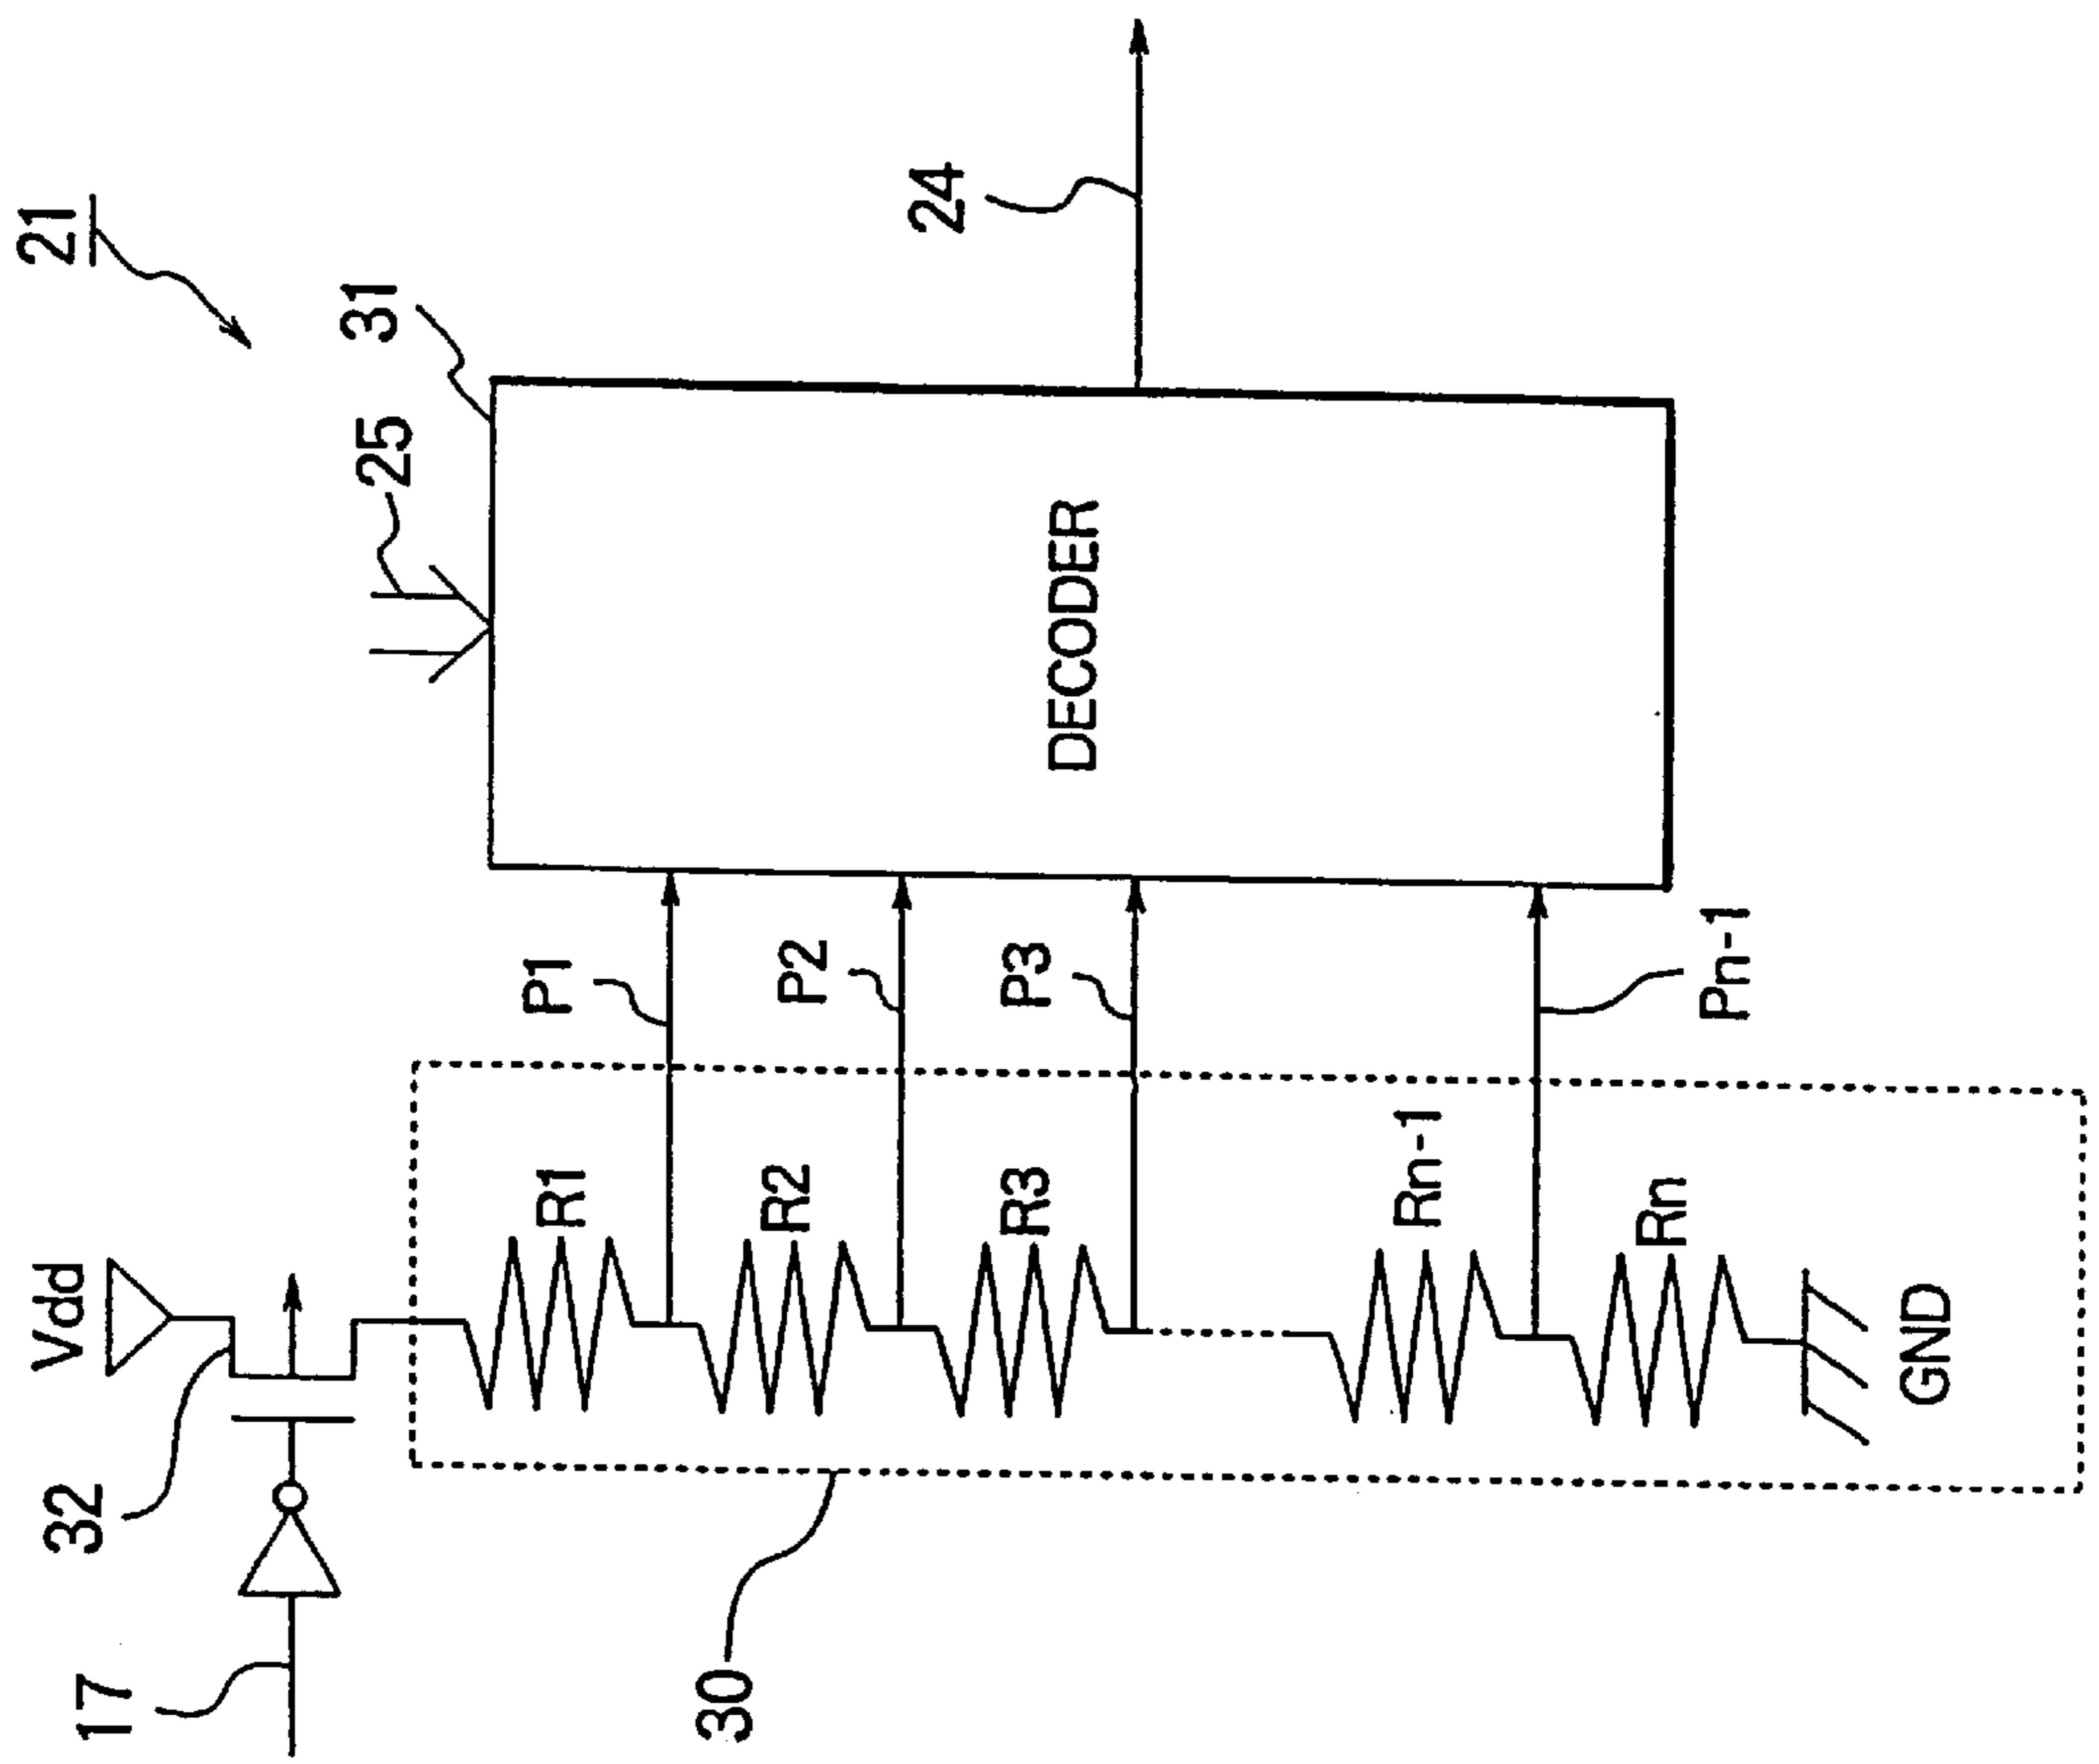 21
Vdd
32
17
31
25
24
DECODER
P1
P2
P3
Pn-1
R1
R2
R3
Rn-1
Rn
GND
30